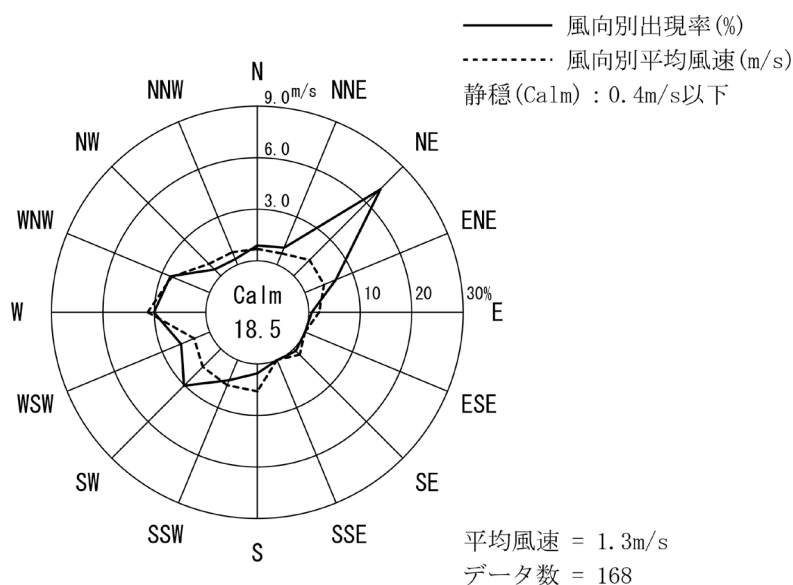 風向別出現率(%)
風向別平均風速(m/s)
静穏(Calm) : 0.4m/s以下
N
NNW
NNE
9.0m/s
NW
NE
6.0
WNW
ENE
3.0
W
Calm
18.5
10
20
30%
E
WSW
ESE
SW
SE
SSW
SSE
S
平均風速 = 1.3m/s
データ数 = 168